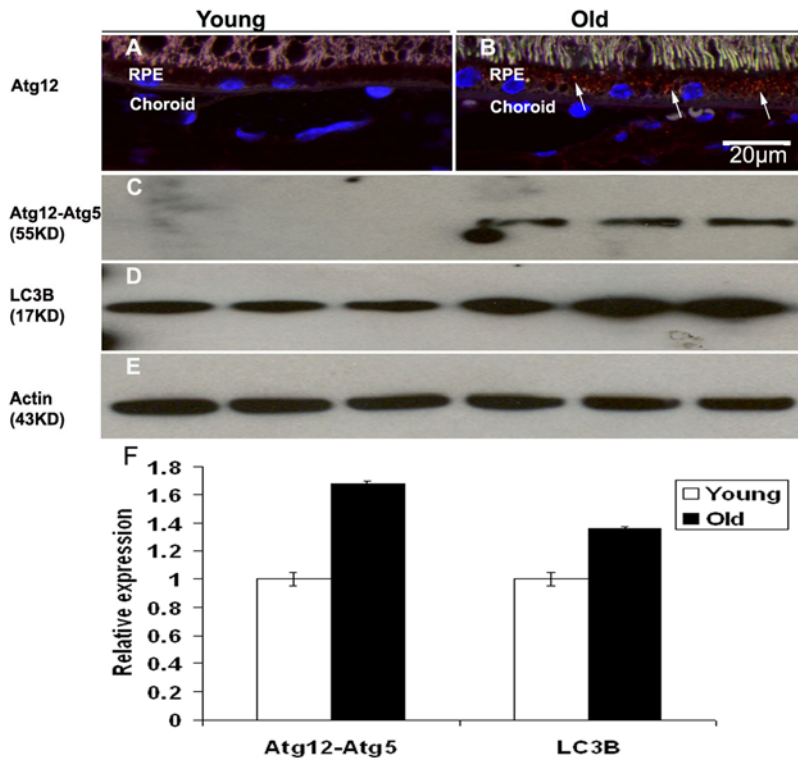 Young Old
A B
Atg12 RPE RPE
Choroid Choroid
20µm
C
Atg12-Atg5
(55KD)
D
LC3B
(17KD)
E
Actin
(43KD)
F
1.8
1.6
1.4
1.2
1
0.8
0.6
0.4
0.2
0
Relative expression
Young
Old
Atg12-Atg5 LC3B